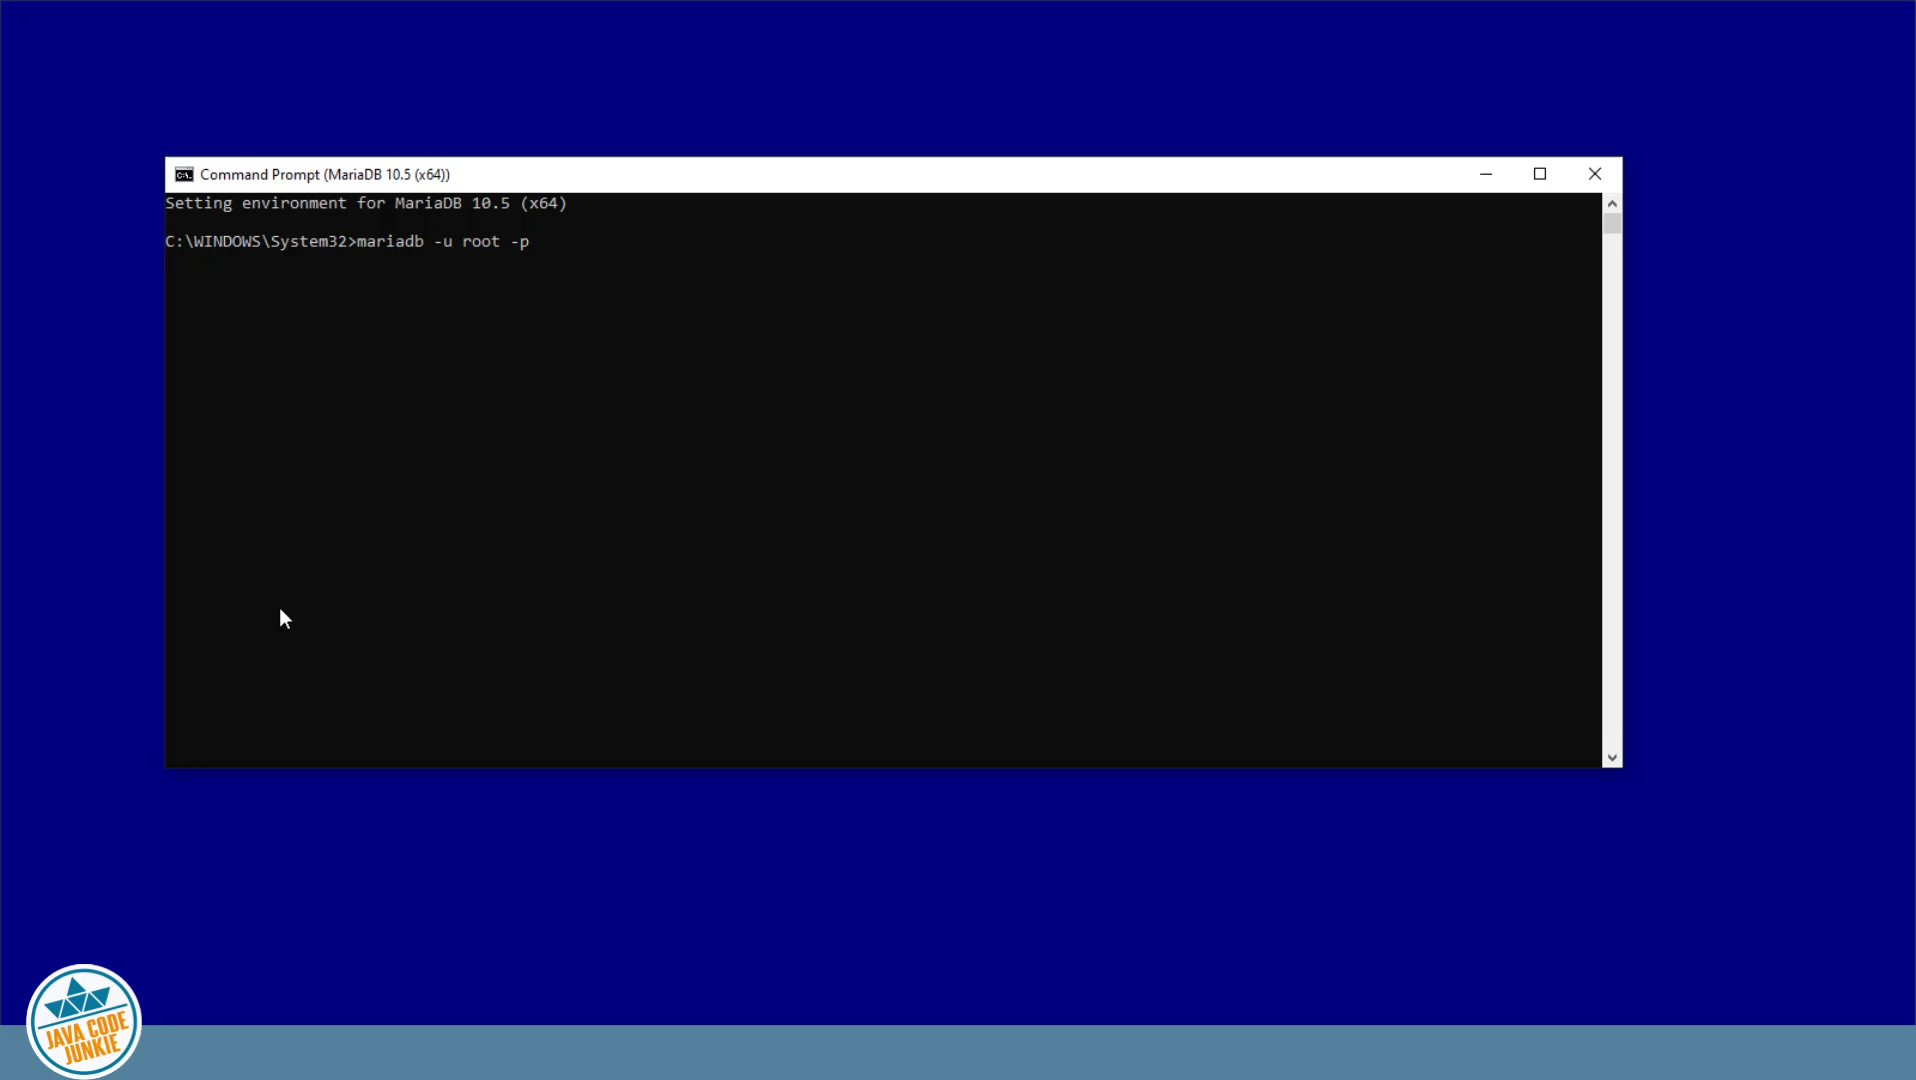 Command Prompt (MariaDB 10.5 (x64))
Setting environment for MariaDB 10.5 (x64)
C:\WINDOWS\System32>mariadb -u root -p
JAVA CODE
JUNKIE